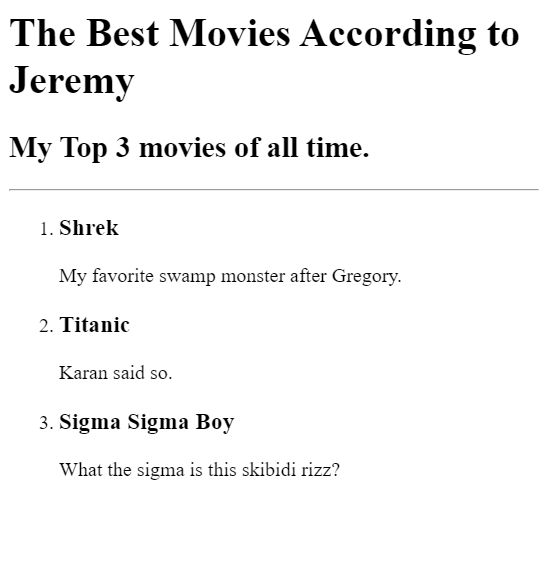 The Best Movies According to
Jeremy
My Top 3 movies of all time.
1. Shrek
My favorite swamp monster after Gregory.
2. Titanic
Karan said so.
3. Sigma Sigma Boy
What the sigma is this skibidi rizz?